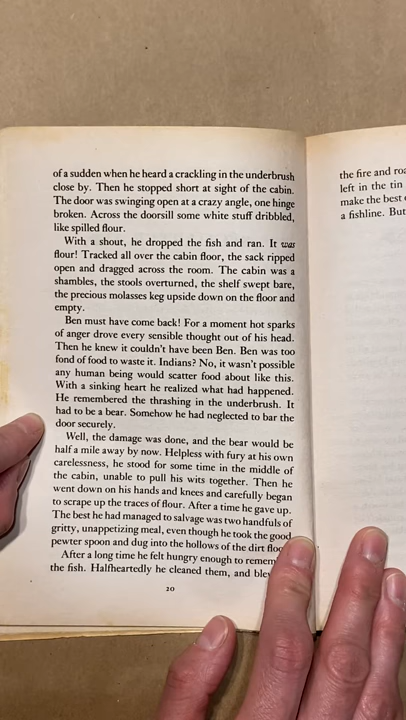 of a sudden when he heard a crackling in the underbrush
close by. Then he stopped short at sight of the cabin.
The door was swinging open at a crazy angle, one hinge
broken. Across the doorsill some white stuff dribbled,
like spilled flour.
With a shout, he dropped the fish and ran. It was
flour! Tracked all over the cabin floor, the sack ripped
open and dragged across the room. The cabin was a
shambles, the stools overturned, the shelf swept bare,
the precious molasses keg upside down on the floor and
empty.
Ben must have come back! For a moment hot sparks
of anger drove every sensible thought out of his head.
Then he knew it couldn't have been Ben. Ben was too
fond of food to waste it. Indians? No, it wasn't possible
any human being would scatter food about like this.
With a sinking heart he realized what had happened.
He remembered the thrashing in the underbrush. It
had to be a bear. Somehow he had neglected to bar the
door securely.
Well, the damage was done, and the bear would be
half a mile away by now. Helpless with fury at his own
carelessness, he stood for some time in the middle of
the cabin, unable to pull his wits together. Then he
went down on his hands and knees and carefully began
to scrape up the traces of flour. After a time he gave up.
The best he had managed to salvage was two handfuls of
gritty, unappetizing meal, even though he took the good
pewter spoon and dug into the hollows of the dirt
After a long time he felt hungry enough to
the fish. Halfheartedly he cleaned them, and
20
the fire and
left in the tin
make the best
a fishline. But